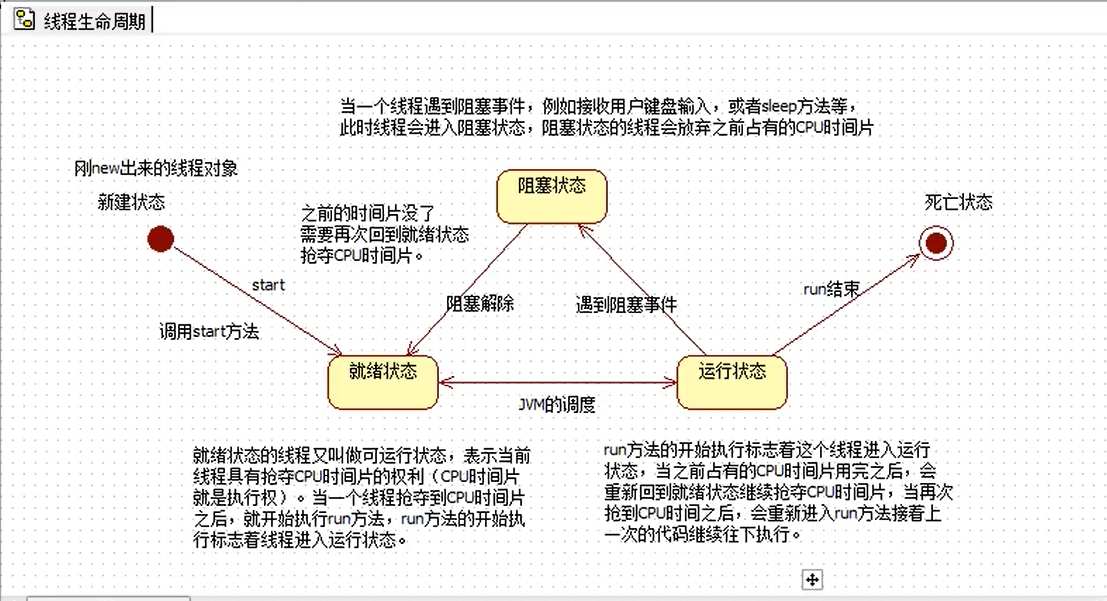 线程生命周期
当一个线程遇到阻塞事件，例如接收用户键盘输入，或者sleep方法等，
此时线程会进入阻塞状态，阻塞状态的线程会放弃之前占有的CPU时间片
刚new出来的线程对象
新建状态
阻塞状态
死亡状态
之前的时间片没了
需要再次回到就绪状态
抢夺CPU时间片。
start
调用start方法
阻塞解除
遇到阻塞事件
run结束
就绪状态
运行状态
JVM的调度
就绪状态的线程又叫做可运行状态，表示当前
线程具有抢夺CPU时间片的权利（CPU时间片
就是执行权）。当一个线程抢夺到CPU时间片
之后，就开始执行run方法，run方法的开始执
行标志着线程进入运行状态。
run方法的开始执行标志着这个线程进入运行
状态，当之前占有的CPU时间片用完之后，会
重新回到就绪状态继续抢夺CPU时间片，当再次
抢到CPU时间之后，会重新进入run方法接着上
一次的代码继续往下执行。